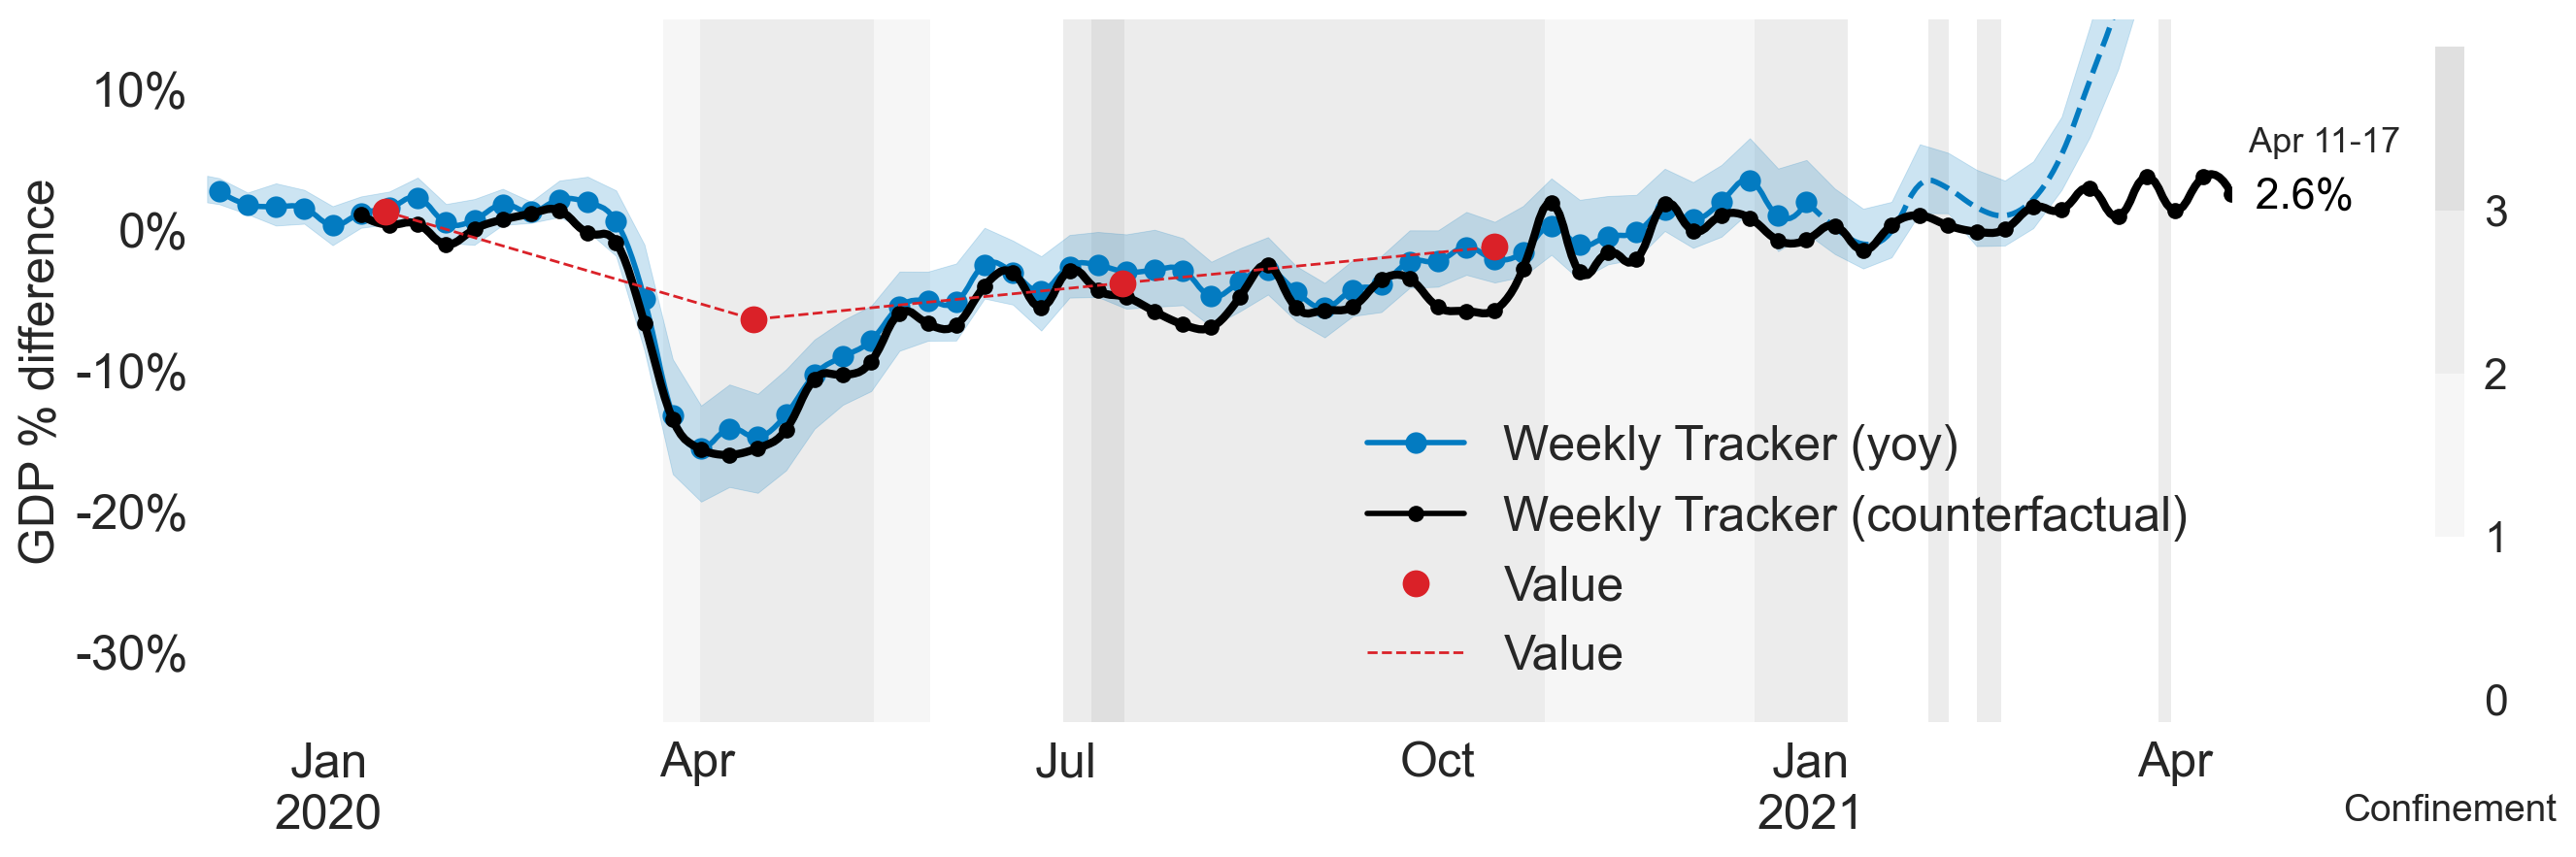 10%
0%
-10%
-20%
-30%
GDP % difference
Apr 11-17
2.6%
Weekly Tracker (yoy)
Weekly Tracker (counterfactual)
Value
Value
3
2
1
0
Jan
2020
Apr
Jul
Oct
Jan
2021
Apr
Confinement